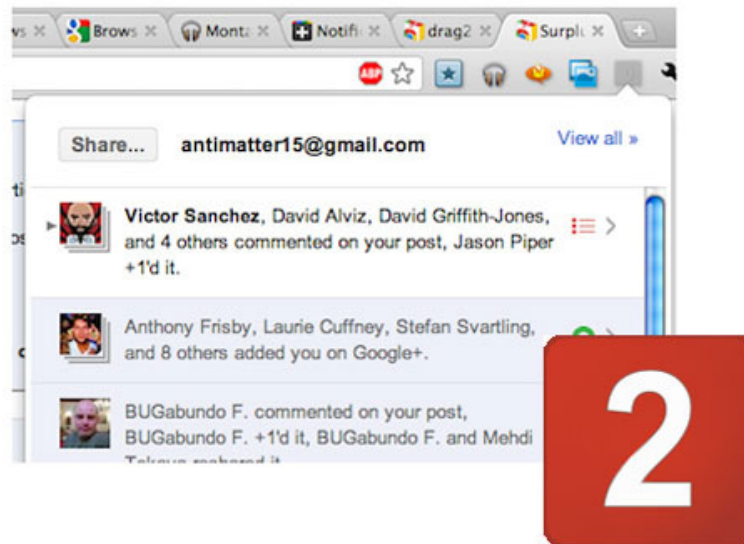 Brows
Monta
Notifi
drag2
Surplu
ABP
Share...
antimatter15@gmail.com
View all »
Victor Sanchez, David Alviz, David Griffith-Jones,
and 4 others commented on your post, Jason Piper
+1'd it.
Anthony Frisby, Laurie Cuffney, Stefan Svartling,
and 8 others added you on Google+.
BUGabundo F. commented on your post,
BUGabundo F. +1'd it, BUGabundo F. and Mehdi
2